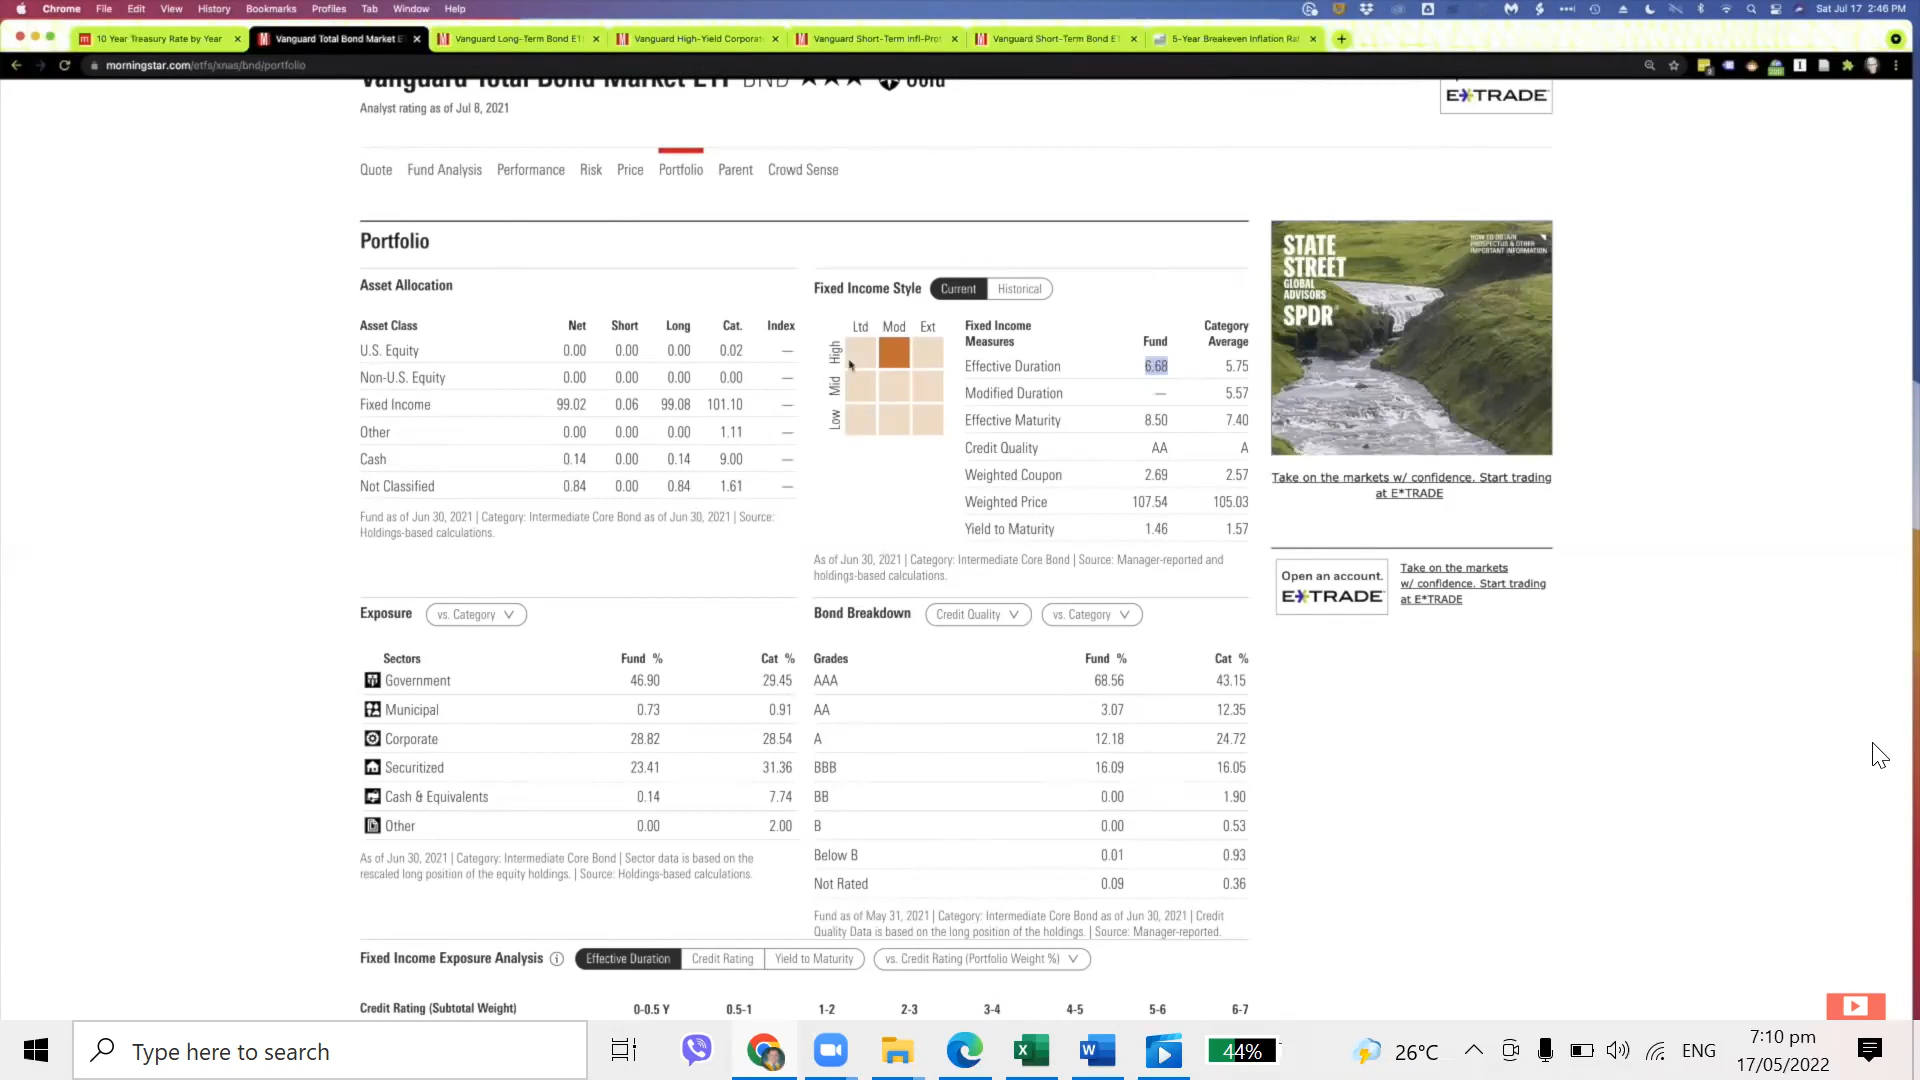 Chrome File Edit View History Bookmarks Profiles Tab Window Help Sat Jul 17 2:46 PM
10 Year Treasury Rate by Year Vanguard Total Bond Market E Vanguard Long-Term Bond ET Vanguard High-Yield Corporat Vanguard Short-Term Infl-Prot Vanguard Short-Term Bond ET 5-Year Breakeven Inflation Rat
morningstar.com/etfs/xnas/bnd/portfolio
Vanguard Total Bond Market ETF BND ★★★ Gold
Analyst rating as of Jul 8, 2021
E*TRADE
Quote Fund Analysis Performance Risk Price Portfolio Parent Crowd Sense
Portfolio
Asset Allocation
Asset Class Net Short Long Cat. Index
U.S. Equity 0.00 0.00 0.00 0.02 —
Non-U.S. Equity 0.00 0.00 0.00 0.00 —
Fixed Income 99.02 0.06 99.08 101.10 —
Other 0.00 0.00 0.00 1.11 —
Cash 0.14 0.00 0.14 9.00 —
Not Classified 0.84 0.00 0.84 1.61 —
Fund as of Jun 30, 2021 | Category: Intermediate Core Bond as of Jun 30, 2021 | Source:
Holdings-based calculations.
Fixed Income Style Current Historical
Ltd Mod Ext
High
Mid
Low
Fixed Income Measures Fund Category Average
Effective Duration 6.68 5.75
Modified Duration — 5.57
Effective Maturity 8.50 7.40
Credit Quality AA A
Weighted Coupon 2.69 2.57
Weighted Price 107.54 105.03
Yield to Maturity 1.46 1.57
As of Jun 30, 2021 | Category: Intermediate Core Bond | Source: Manager-reported and
holdings-based calculations.
STATE
STREET
GLOBAL
ADVISORS
SPDR
HOW TO OBTAIN
PROSPECTUS & OTHER
IMPORTANT INFORMATION
Take on the markets w/ confidence. Start trading
at E*TRADE
Open an account.
E*TRADE
Take on the markets
w/ confidence. Start trading
at E*TRADE
Exposure vs. Category
Sectors Fund % Cat %
Government 46.90 29.45
Municipal 0.73 0.91
Corporate 28.82 28.54
Securitized 23.41 31.36
Cash & Equivalents 0.14 7.74
Other 0.00 2.00
As of Jun 30, 2021 | Category: Intermediate Core Bond | Sector data is based on the
rescaled long position of the equity holdings. | Source: Holdings-based calculations.
Bond Breakdown Credit Quality vs. Category
Grades Fund % Cat %
AAA 68.56 43.15
AA 3.07 12.35
A 12.18 24.72
BBB 16.09 16.05
BB 0.00 1.90
B 0.00 0.53
Below B 0.01 0.93
Not Rated 0.09 0.36
Fund as of May 31, 2021 | Category: Intermediate Core Bond as of Jun 30, 2021 | Credit
Quality Data is based on the long position of the holdings. | Source: Manager-reported.
Fixed Income Exposure Analysis Effective Duration Credit Rating Yield to Maturity vs. Credit Rating (Portfolio Weight %)
Credit Rating (Subtotal Weight) 0-0.5 Y 0.5-1 1-2 2-3 3-4 4-5 5-6 6-7
Type here to search
44%
26°C
ENG
7:10 pm
17/05/2022